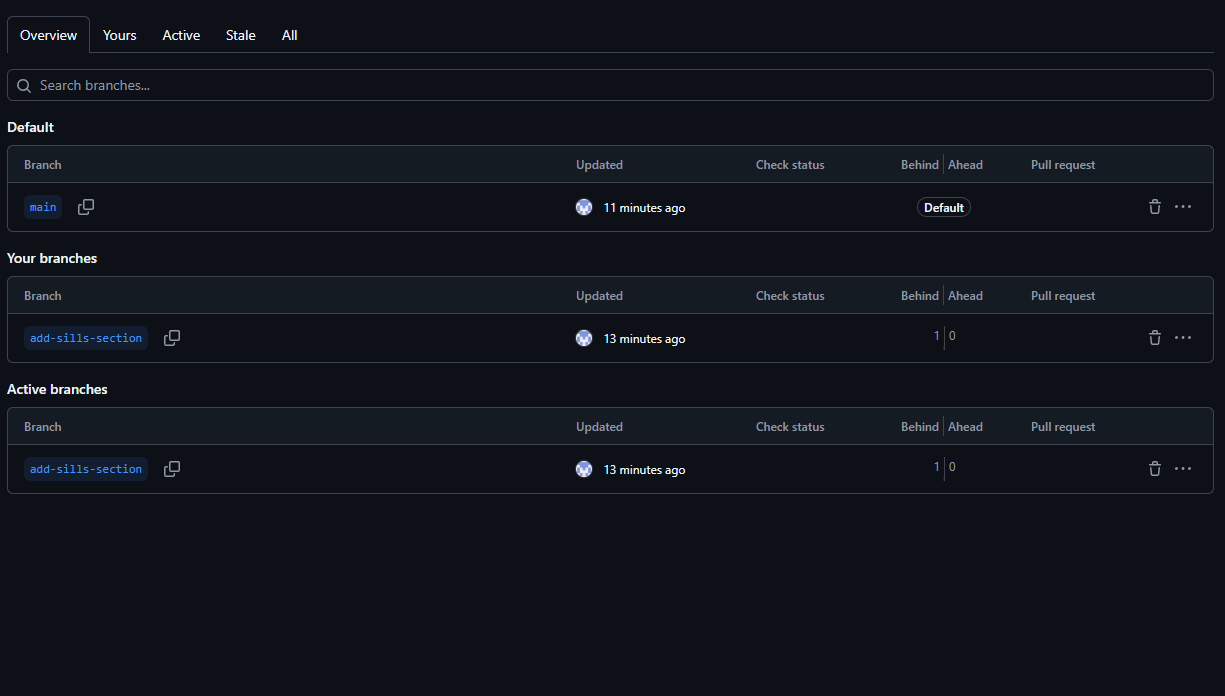 Overview Yours Active Stale All
Search branches...
Default
Branch Updated Check status Behind Ahead Pull request
main 11 minutes ago Default
Your branches
Branch Updated Check status Behind Ahead Pull request
add-sills-section 13 minutes ago 1 0
Active branches
Branch Updated Check status Behind Ahead Pull request
add-sills-section 13 minutes ago 1 0